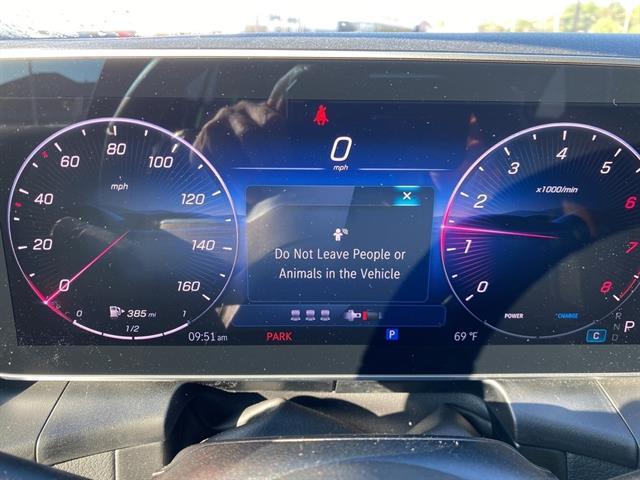 80
60
100
0
40
mph
120
mph
20
140
0
160
385 mi
0
1/2
1
09:51 am
×
Do Not Leave People or
Animals in the Vehicle
PARK
P
69 °F
4
3
5
x1000/min
2
6
1
7
0
8
POWER
CHARGE
R
N
D
C
P